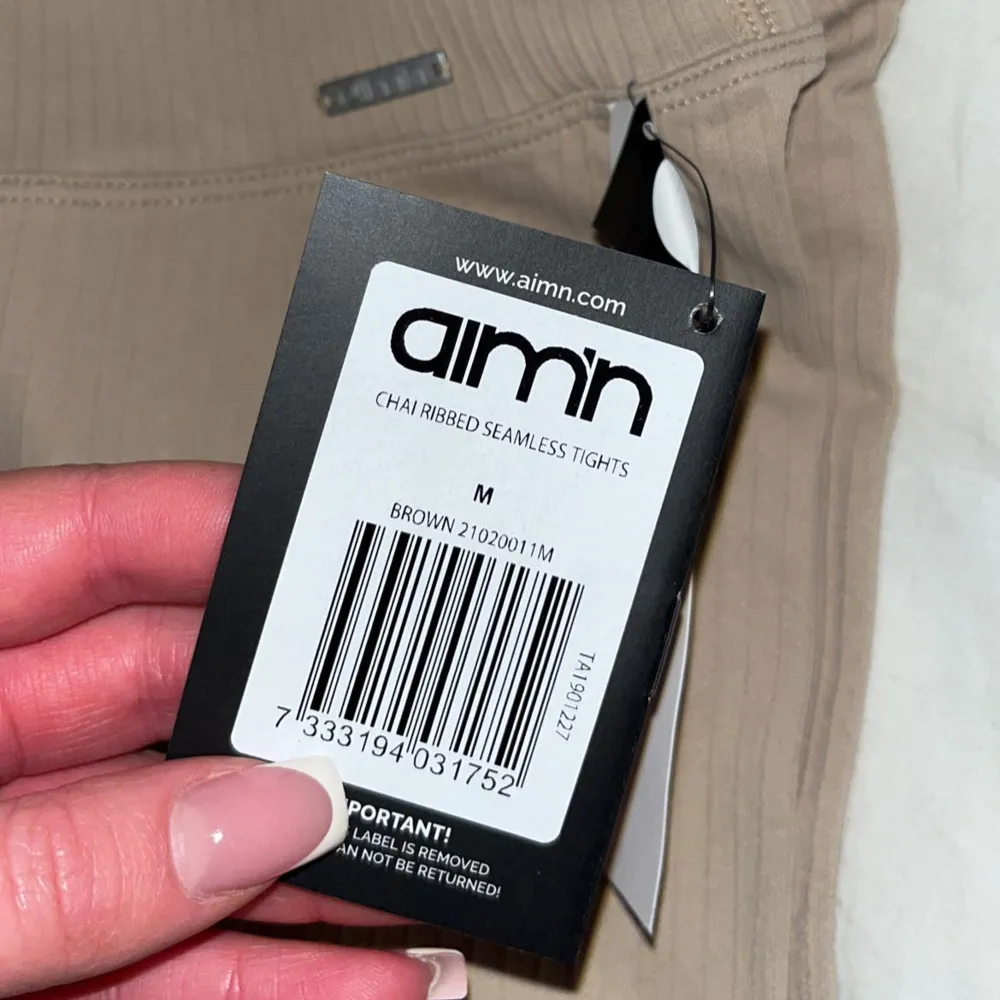 www.aimn.com
aim'n
CHAI RIBBED SEAMLESS TIGHTS
M
BROWN 21020011M
TA1901227
7 333194 031752
PORTANT!
LABEL IS REMOVED
AN NOT BE RETURNED!